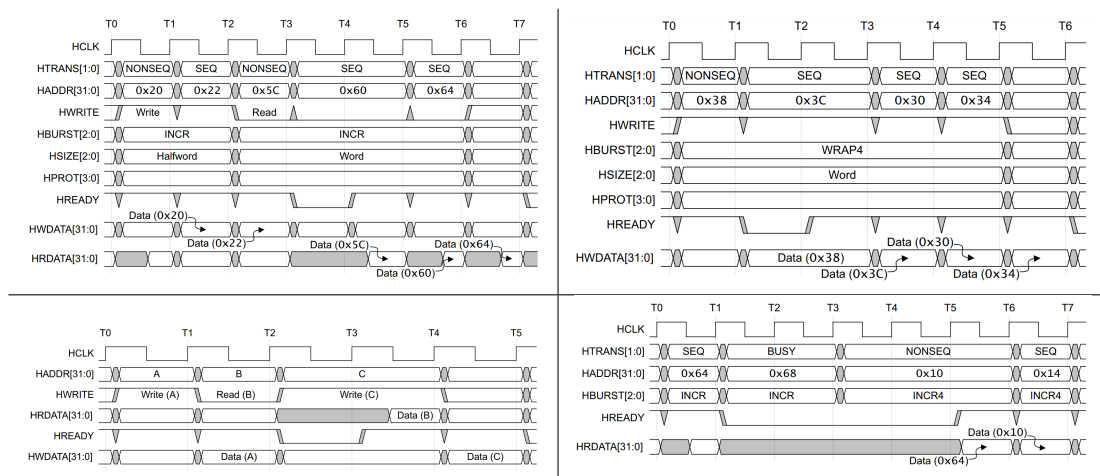 T0 T1 T2 T3 T4 T5 T6 T7
HCLK
HTRANS[1:0] NONSEQ SEQ NONSEQ SEQ SEQ
HADDR[31:0] 0x20 0x22 0x5C 0x60 0x64
HWRITE Write Read
HBURST[2:0] INCR INCR
HSIZE[2:0] Halfword Word
HPROT[3:0]
HREADY
Data (0x20)
HWDATA[31:0]
Data (0x22) Data (0x5C) Data (0x64)
HRDATA[31:0]
Data (0x60)
T0 T1 T2 T3 T4 T5 T6
HCLK
HTRANS[1:0] NONSEQ SEQ SEQ SEQ
HADDR[31:0] 0x38 0x3C 0x30 0x34
HWRITE
HBURST[2:0] WRAP4
HSIZE[2:0] Word
HPROT[3:0]
HREADY
Data (0x30)
HWDATA[31:0] Data (0x38)
Data (0x3C) Data (0x34)
T0 T1 T2 T3 T4 T5
HCLK
HADDR[31:0] A B C
HWRITE Write (A) Read (B) Write (C)
HRDATA[31:0] Data (B)
HREADY
HWDATA[31:0] Data (A) Data (C)
T0 T1 T2 T3 T4 T5 T6 T7
HCLK
HTRANS[1:0] SEQ BUSY NONSEQ SEQ
HADDR[31:0] 0x64 0x68 0x10 0x14
HBURST[2:0] INCR INCR INCR4 INCR4
HREADY
Data (0x10)
HRDATA[31:0]
Data (0x64)